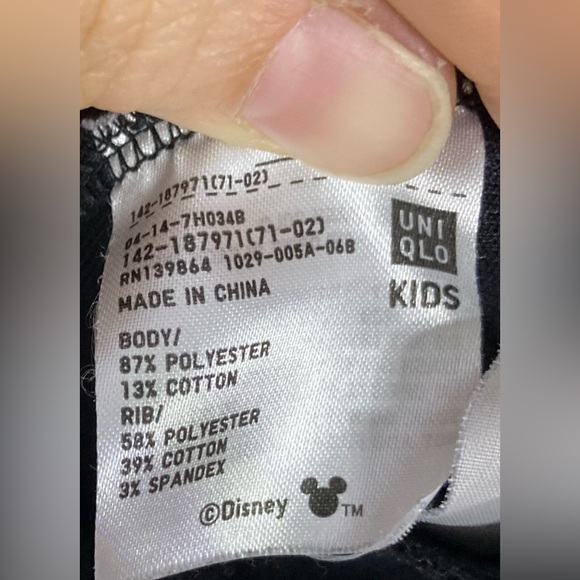 142-187971(71-02)
04-14-7H034B
142-187971(71-02)
RN139864 1029-005A-06B
MADE IN CHINA
UNI
QLO
KIDS
BODY/
87% POLYESTER
13% COTTON
RIB/
58% POLYESTER
39% COTTON
3% SPANDEX
©Disney TM